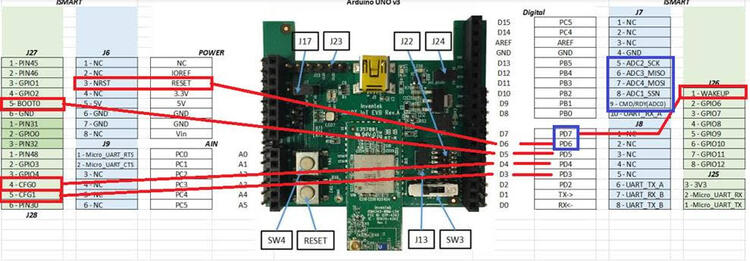 ISMART
Arduino UNO v3
ISMART
Digital
J7
J27
J6
POWER
J17
J23
J22
J24
D15
PC5
1 - NC
D14
PC4
2 - NC
AREF
AREF
3 - NC
GND
GND
4 - GND
1 - PIN45
1 - NC
NC
D13
PB5
5 - ADC2_SCK
2 - PIN46
2 - NC
IOREF
D12
PB4
6 - ADC3_MISO
J26
3 - GPIO1
3 - NRST
RESET
D11
PB3
7 - ADC4_MOSI
1 - WAKEUP
4 - GPIO2
4 - NC
3.3V
D10
PB2
8 - ADC1_SSN
2 - GPIO6
5 - BOOT0
5 - 5V
5V
D9
PB1
9 - CMD/RDY(ADC0)
3 - GPIO7
6 - GND
6 - GND
GND
D8
PB0
10 - UART_RX_A
4 - GPIO8
1 - PIN31
7 - GND
GND
D7
PD7
J8
5 - GPIO9
2 - GPIO0
8 - NC
Vin
D6
PD6
1 - NC
6 - GPIO10
3 - PIN32
J9
AIN
D5
PD5
2 - NC
7 - GPIO11
1 - PIN48
1 - Micro_UART_RTS
PC0
A0
D4
PD4
3 - NC
8 - GPIO12
2 - GPIO3
2 - Micro_UART_CTS
PC1
A1
D3
PD3
5 - NC
J25
3 - GPIO4
3 - NC
PC2
D2
PD2
6 - UART_TX_A
3 - 3V3
4 - CFG0
4 - NC
PC3
D1
TX->
7 - UART_RX_B
2 - Micro_UART_RX
5 - CFG1
5 - NC
PC4
A4
D0
RX<-
8 - UART_TX_B
1 - Micro_UART_TX
6 - PIN30
6 - NC
PC5
A5
J28
SW4
RESET
J13
SW3
Inventek
IoT EVB Rev.A